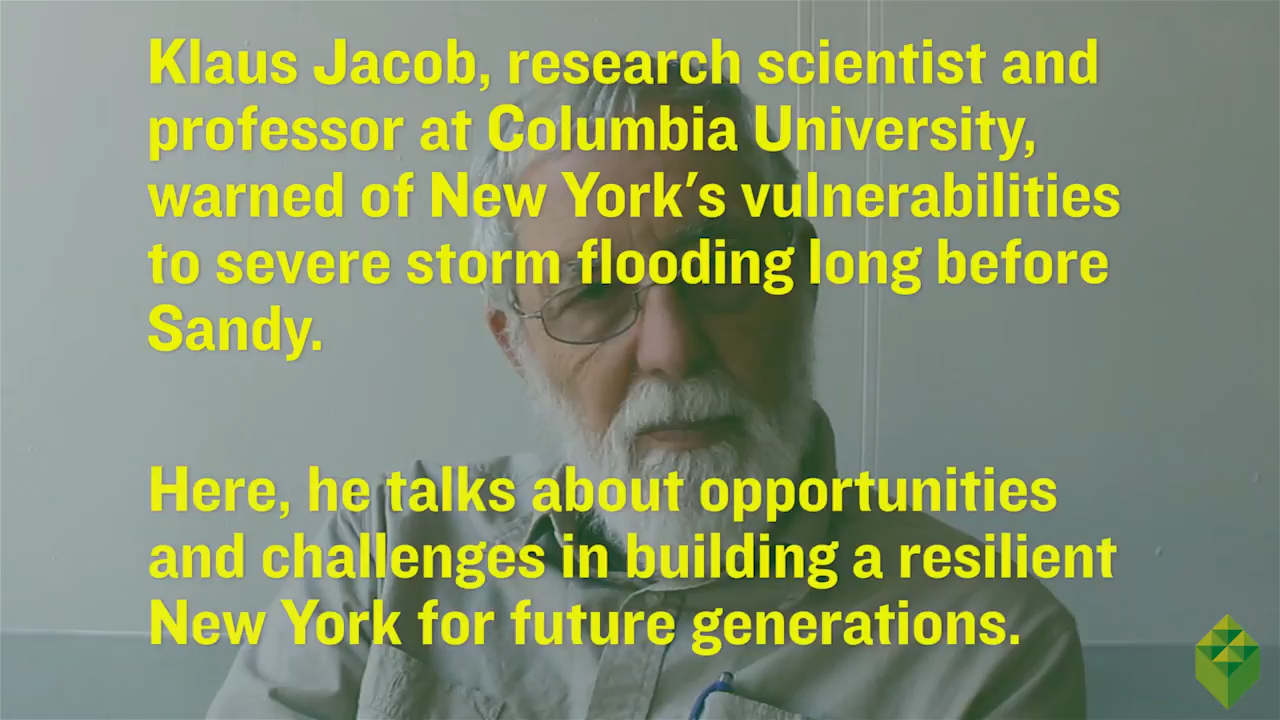 Klaus Jacob, research scientist and
professor at Columbia University,
warned of New York’s vulnerabilities
to severe storm flooding long before
Sandy.
Here, he talks about opportunities
and challenges in building a resilient
New York for future generations.